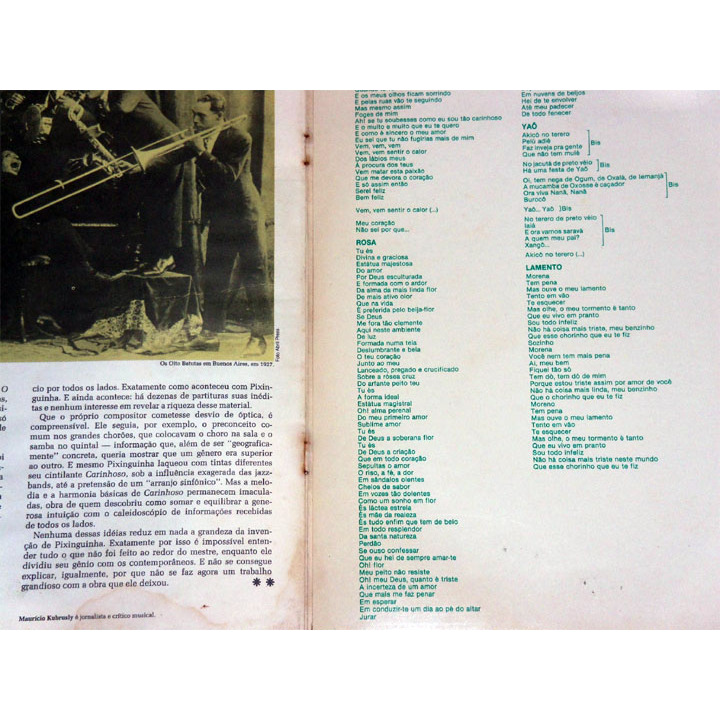 Foto Abril Press
Os Oito Batutas em Buenos Aires, em 1927.
O
cio por todos os lados. Exatamente como aconteceu com Pixin-
guinha. E ainda acontece: há dezenas de partituras suas inédi-
tas e nenhum interesse em revelar a riqueza desse material.
Que o próprio compositor cometesse desvio de óptica, é
compreensível. Ele seguia, por exemplo, o preconceito co-
mum nos grandes chorões, que colocavam o choro na sala e o
samba no quintal — informação que, além de ser "geografica-
mente" concreta, queria mostrar que um gênero era superior
ao outro. E mesmo Pixinguinha laqueou com tintas diferentes
seu cintilante Carinhoso, sob a influência exagerada das jazz-
bands, até a pretensão de um "arranjo sinfônico". Mas a melo-
dia e a harmonia básicas de Carinhoso permanecem imacula-
das, obra de quem descobriu como somar e equilibrar a gene-
rosa intuição com o caleidoscópio de informações recebidas
de todos os lados.
Nenhuma dessas idéias reduz em nada a grandeza da inven-
ção de Pixinguinha. Exatamente por isso é impossível enten-
der tudo o que não foi feito ao redor do mestre, enquanto ele
dividiu seu gênio com os contemporâneos. E não se consegue
explicar, igualmente, por que não se faz agora um trabalho
grandioso com a obra que ele deixou. ✱✱
Maurício Kubrusly é jornalista e crítico musical.
E os meus olhos ficam sorrindo
E pelas ruas vão te seguindo
Mas mesmo assim
Foges de mim
Ah! se tu soubesses como eu sou tão carinhoso
E o muito e muito que eu te quero
E como é sincero o meu amor
Eu sei que tu não fugirias mais de mim
Vem, vem, vem
Vem, vem sentir o calor
Dos lábios meus
À procura dos teus
Vem matar esta paixão
Que me devora o coração
E só assim então
Serei feliz
Bem feliz
Vem, vem sentir o calor (...)
Meu coração
Não sei por que...
ROSA
Tu és
Divina e graciosa
Estátua majestosa
Do amor
Por Deus esculturada
E formada com o ardor
Da alma da mais linda flor
De mais ativo olor
Que na vida
É preferida pelo beija-flor
Se Deus
Me fora tão clemente
Aqui neste ambiente
De luz
Formada numa tela
Deslumbrante e bela
O teu coração
Junto ao meu
Lanceado, pregado e crucificado
Sobre a rósea cruz
Do arfante peito teu
Tu és
A forma ideal
Estátua magistral
Oh! alma perenal
Do meu primeiro amor
Sublime amor
Tu és
De Deus a soberana flor
Tu és
De Deus a criação
Que em todo coração
Sepultas o amor
O riso, a fé, a dor
Em sândalos olentes
Cheios de sabor
Em vozes tão dolentes
Como um sonho em flor
És láctea estrela
És mãe da realeza
És tudo enfim que tem de belo
Em todo resplendor
Da santa natureza
Perdão
Se ouso confessar
Que eu hei de sempre amar-te
Oh! flor
Meu peito não resiste
Oh! meu Deus, quanto é triste
A incerteza de um amor
Que mais me faz penar
Em esperar
Em conduzir-te um dia ao pé do altar
Jurar
Em nuvens de beijos
Hei de te envolver
Até meu padecer
De todo fenecer
YAÔ
Akicó no terero
Pelú adié
Faz inveja pra gente
Que não tem mulé
Bis
No jacutá de preto véio
Há uma festa de Yaô
Bis
Oi, tem nega de Ogum, de Oxalá, de Iemanjá
A mucamba de Oxosse é caçador
Ora viva Nanã, Nanã
Burocô
Bis
Yaô... Yaô ]Bis
No terero de preto véio
Iaiá
E ora vamos saravá
A quem meu pai?
Xangô...
Bis
Akicó no terero (...)
LAMENTO
Morena
Tem pena
Mas ouve o meu lamento
Tento em vão
Te esquecer
Mas olhe, o meu tormento é tanto
Que eu vivo em pranto
Sou todo infeliz
Não há coisa mais triste, meu benzinho
Que esse chorinho que eu te fiz
Sozinho
Morena
Você nem tem mais pena
Ai, meu bem
Fiquei tão só
Tem dó, tem dó de mim
Porque estou triste assim por amor de você
Não há coisa mais linda, meu benzinho
Que o chorinho que eu te fiz
Moreno
Tem pena
Mas ouve o meu lamento
Tento em vão
Te esquecer
Mas olhe, o meu tormento é tanto
Que eu vivo em pranto
Sou todo infeliz
Não há coisa mais triste neste mundo
Que esse chorinho que eu te fiz